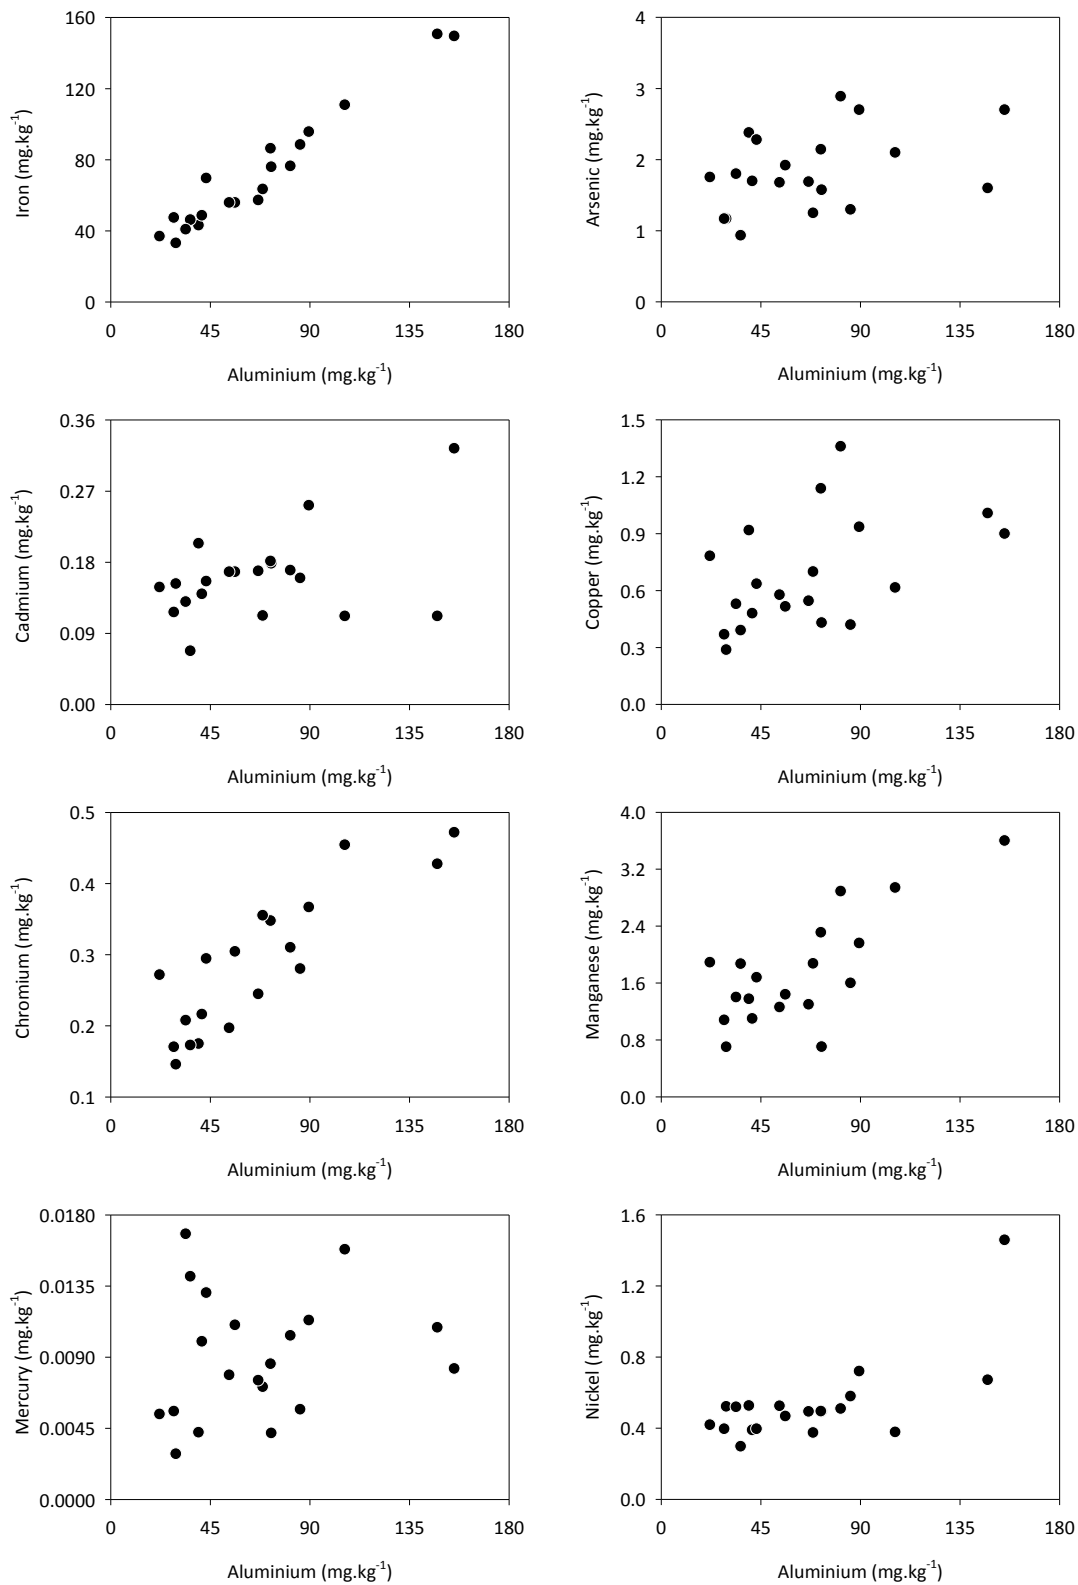 160
120
80
40
0
Iron (mg.kg⁻¹)
0 45 90 135 180
Aluminium (mg.kg⁻¹)
4
3
2
1
0
Arsenic (mg.kg⁻¹)
0 45 90 135 180
Aluminium (mg.kg⁻¹)
0.36
0.27
0.18
0.09
0.00
Cadmium (mg.kg⁻¹)
0 45 90 135 180
Aluminium (mg.kg⁻¹)
1.5
1.2
0.9
0.6
0.3
0.0
Copper (mg.kg⁻¹)
0 45 90 135 180
Aluminium (mg.kg⁻¹)
0.5
0.4
0.3
0.2
0.1
Chromium (mg.kg⁻¹)
0 45 90 135 180
Aluminium (mg.kg⁻¹)
4.0
3.2
2.4
1.6
0.8
0.0
Manganese (mg.kg⁻¹)
0 45 90 135 180
Aluminium (mg.kg⁻¹)
0.0180
0.0135
0.0090
0.0045
0.0000
Mercury (mg.kg⁻¹)
0 45 90 135 180
Aluminium (mg.kg⁻¹)
1.6
1.2
0.8
0.4
0.0
Nickel (mg.kg⁻¹)
0 45 90 135 180
Aluminium (mg.kg⁻¹)